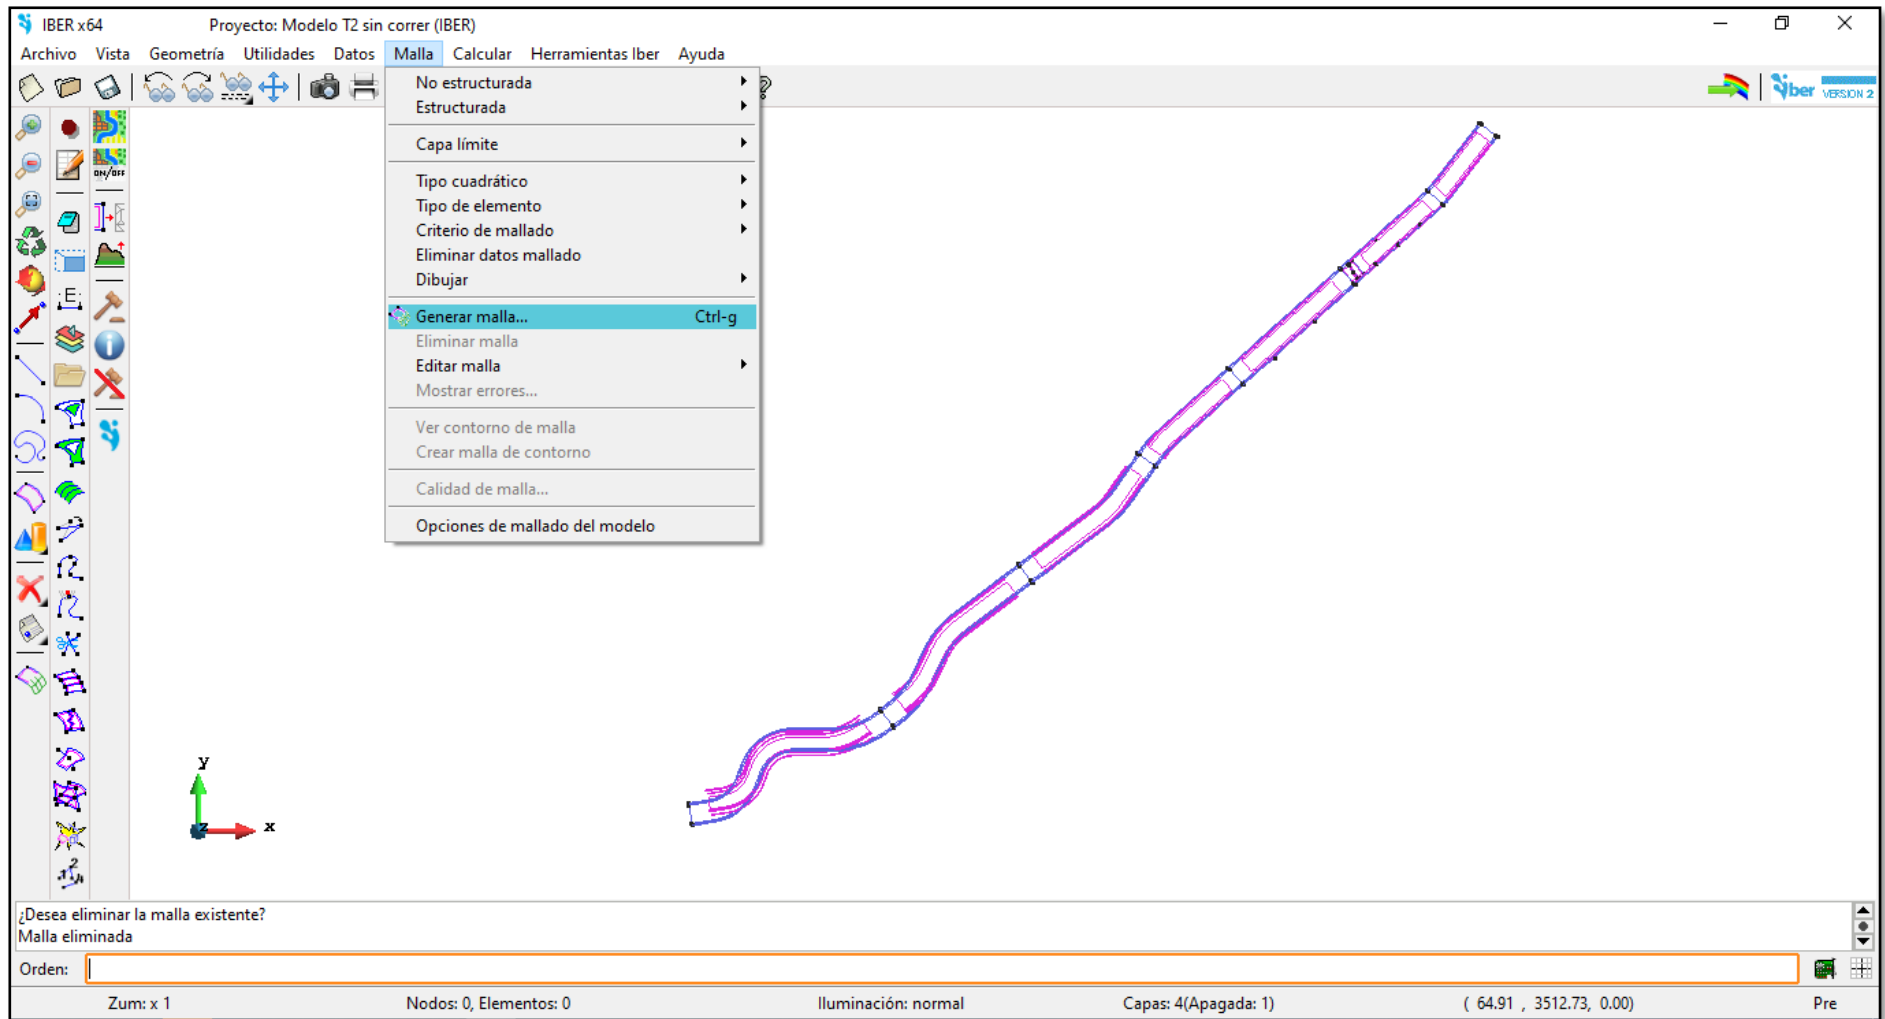 IBER x64 Proyecto: Modelo T2 sin correr (IBER)
Archivo Vista Geometría Utilidades Datos Malla Calcular Herramientas Iber Ayuda
iber VERSION 2
ON/OFF
E
No estructurada
Estructurada
Capa límite
Tipo cuadrático
Tipo de elemento
Criterio de mallado
Eliminar datos mallado
Dibujar
Generar malla... Ctrl-g
Eliminar malla
Editar malla
Mostrar errores...
Ver contorno de malla
Crear malla de contorno
Calidad de malla...
Opciones de mallado del modelo
y
z x
2
¿Desea eliminar la malla existente?
Malla eliminada
Orden:
Zum: x 1 Nodos: 0, Elementos: 0 Iluminación: normal Capas: 4(Apagada: 1) ( 64.91 , 3512.73, 0.00) Pre